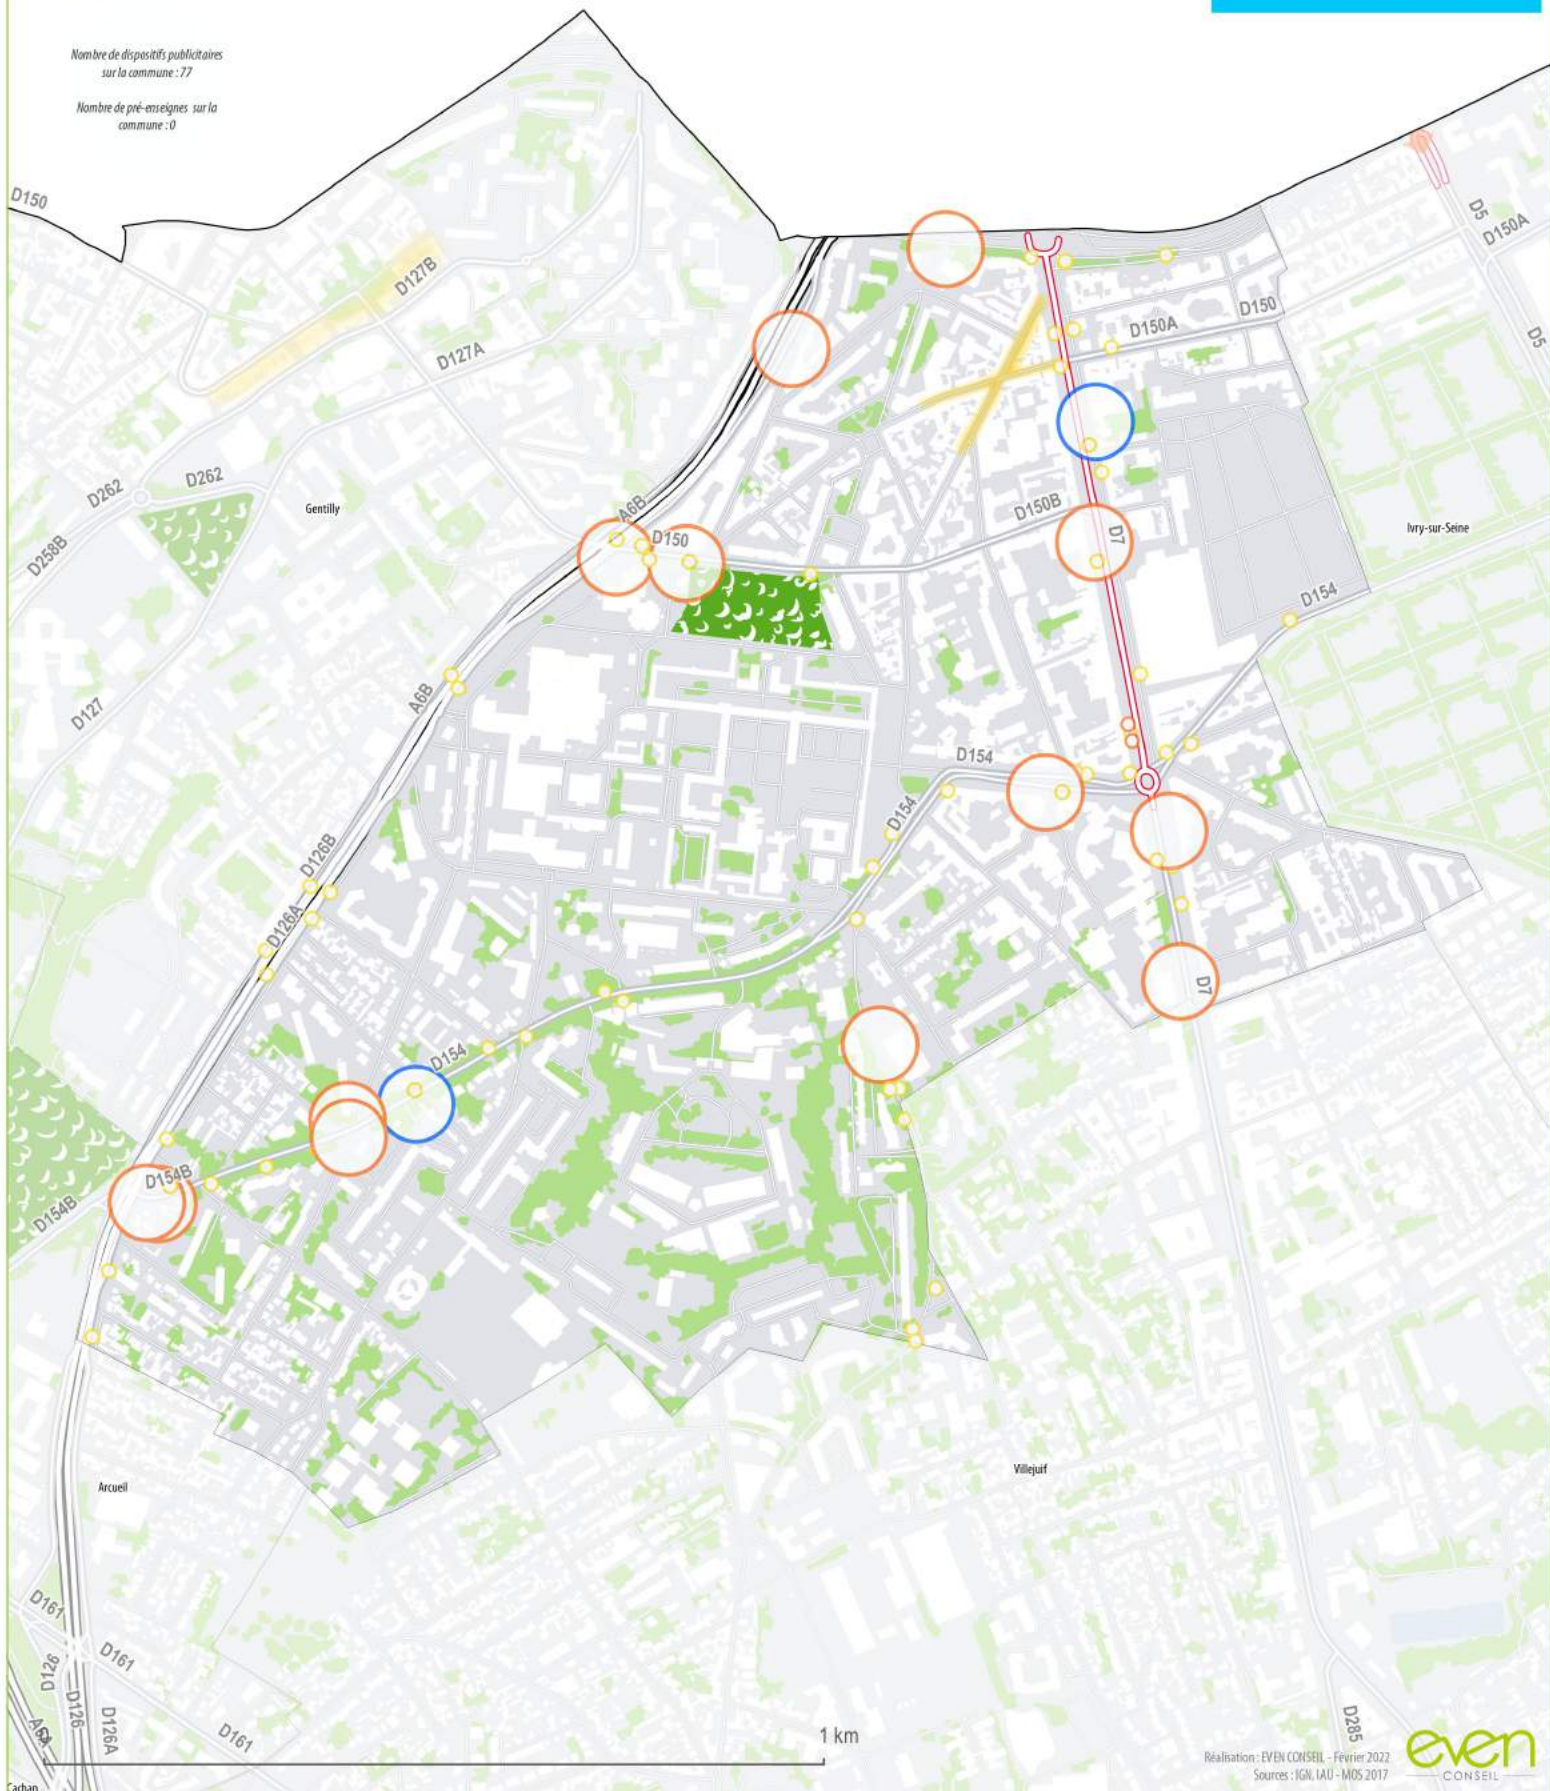 Nombre de dispositifs publicitaires
sur la commune : 77
Nombre de pré-enseignes sur la
commune : 0
D150
D5
D150A
D127B
D150A
D150
D5
D127A
D262
D262
A6B
D150B
Gentilly
D7
Ivry-sur-Seine
D258B
D150
D154
A6B
D127
D154
D154
D126B
D126A
D7
D154
D154B
D154B
Villejuif
Arcueil
D161
D161
D126
D126
D126A
A6A
D161
D285
1 km
Réalisation : EVEN CONSEIL - Février 2022
Sources : IGN, IAU - MOS 2017
even
CONSEIL
Cachan